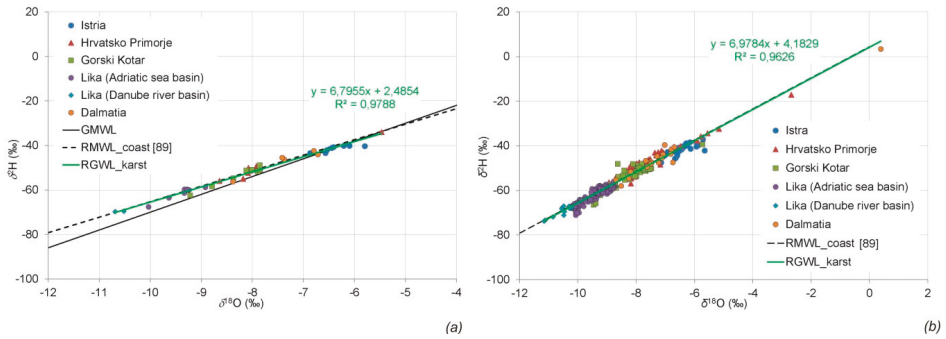 20
0
-20
-40
-60
-80
-100
δ²H (‰)
Istria
Hrvatsko Primorje
Gorski Kotar
Lika (Adriatic sea basin)
Lika (Danube river basin)
Dalmatia
GMWL
RMWL_coast [89]
RGWL_karst
y = 6,7955x + 2,4854
R² = 0,9788
-12 -11 -10 -9 -8 -7 -6 -5 -4
δ¹⁸O (‰)
(a)
20
0
-20
-40
-60
-80
-100
δ²H (‰)
y = 6,9784x + 4,1829
R² = 0,9626
Istra
Hrvatsko Primorje
Gorski Kotar
Lika (Adriatic sea basin)
Lika (Danube river basin)
Dalmatia
RMWL_coast [89]
RGWL_karst
-12 -10 -8 -6 -4 -2 0 2
δ¹⁸O (‰)
(b)